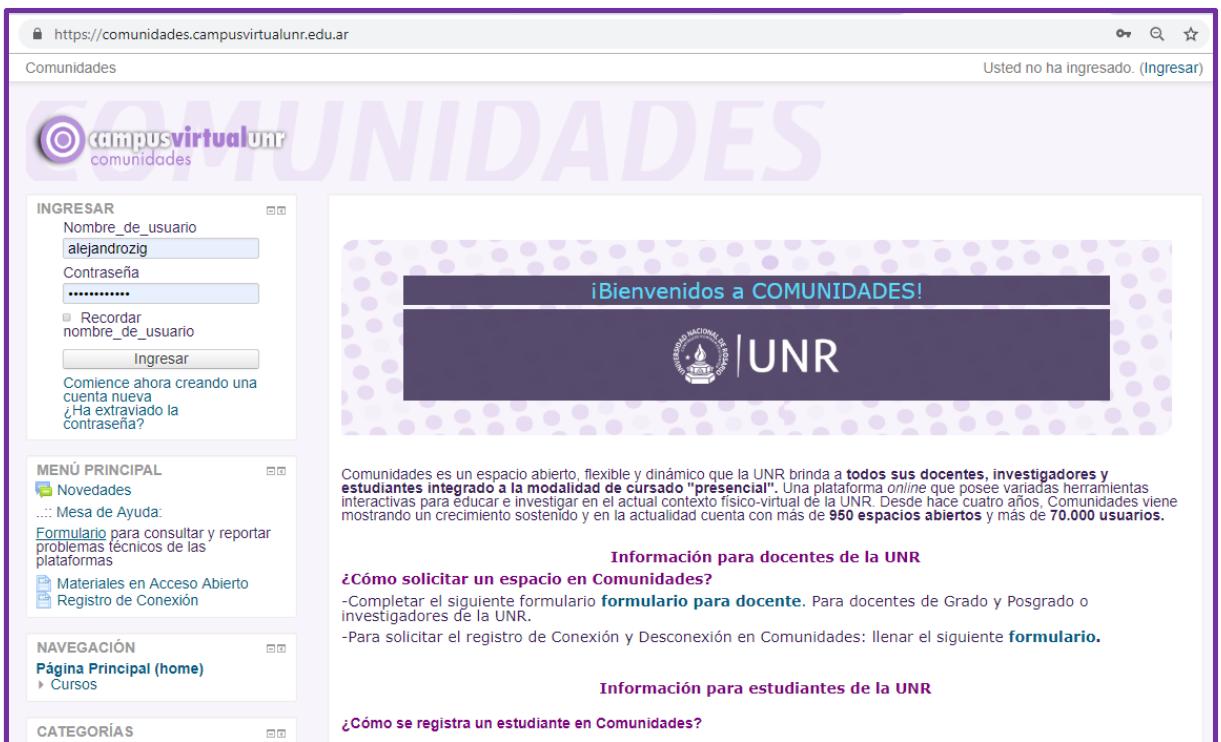 https://comunidades.campusvirtualunr.edu.ar
Comunidades
Usted no ha ingresado. (Ingresar)
COMUNIDADES
campusvirtualunr
comunidades
INGRESAR
Nombre_de_usuario
alejandrozig
Contraseña
••••••••••••
Recordar
nombre_de_usuario
Ingresar
Comience ahora creando una
cuenta nueva
¿Ha extraviado la
contraseña?
MENÚ PRINCIPAL
Novedades
..:: Mesa de Ayuda:
Formulario para consultar y reportar
problemas técnicos de las
plataformas
Materiales en Acceso Abierto
Registro de Conexión
NAVEGACIÓN
Página Principal (home)
Cursos
CATEGORÍAS
¡Bienvenidos a COMUNIDADES!
UNIVERSIDAD NACIONAL DE ROSARIO
UNR
Comunidades es un espacio abierto, flexible y dinámico que la UNR brinda a todos sus docentes, investigadores y
estudiantes integrado a la modalidad de cursado "presencial". Una plataforma online que posee variadas herramientas
interactivas para educar e investigar en el actual contexto físico-virtual de la UNR. Desde hace cuatro años, Comunidades viene
mostrando un crecimiento sostenido y en la actualidad cuenta con más de 950 espacios abiertos y más de 70.000 usuarios.
Información para docentes de la UNR
¿Cómo solicitar un espacio en Comunidades?
-Completar el siguiente formulario formulario para docente. Para docentes de Grado y Posgrado o
investigadores de la UNR.
-Para solicitar el registro de Conexión y Desconexión en Comunidades: llenar el siguiente formulario.
Información para estudiantes de la UNR
¿Cómo se registra un estudiante en Comunidades?